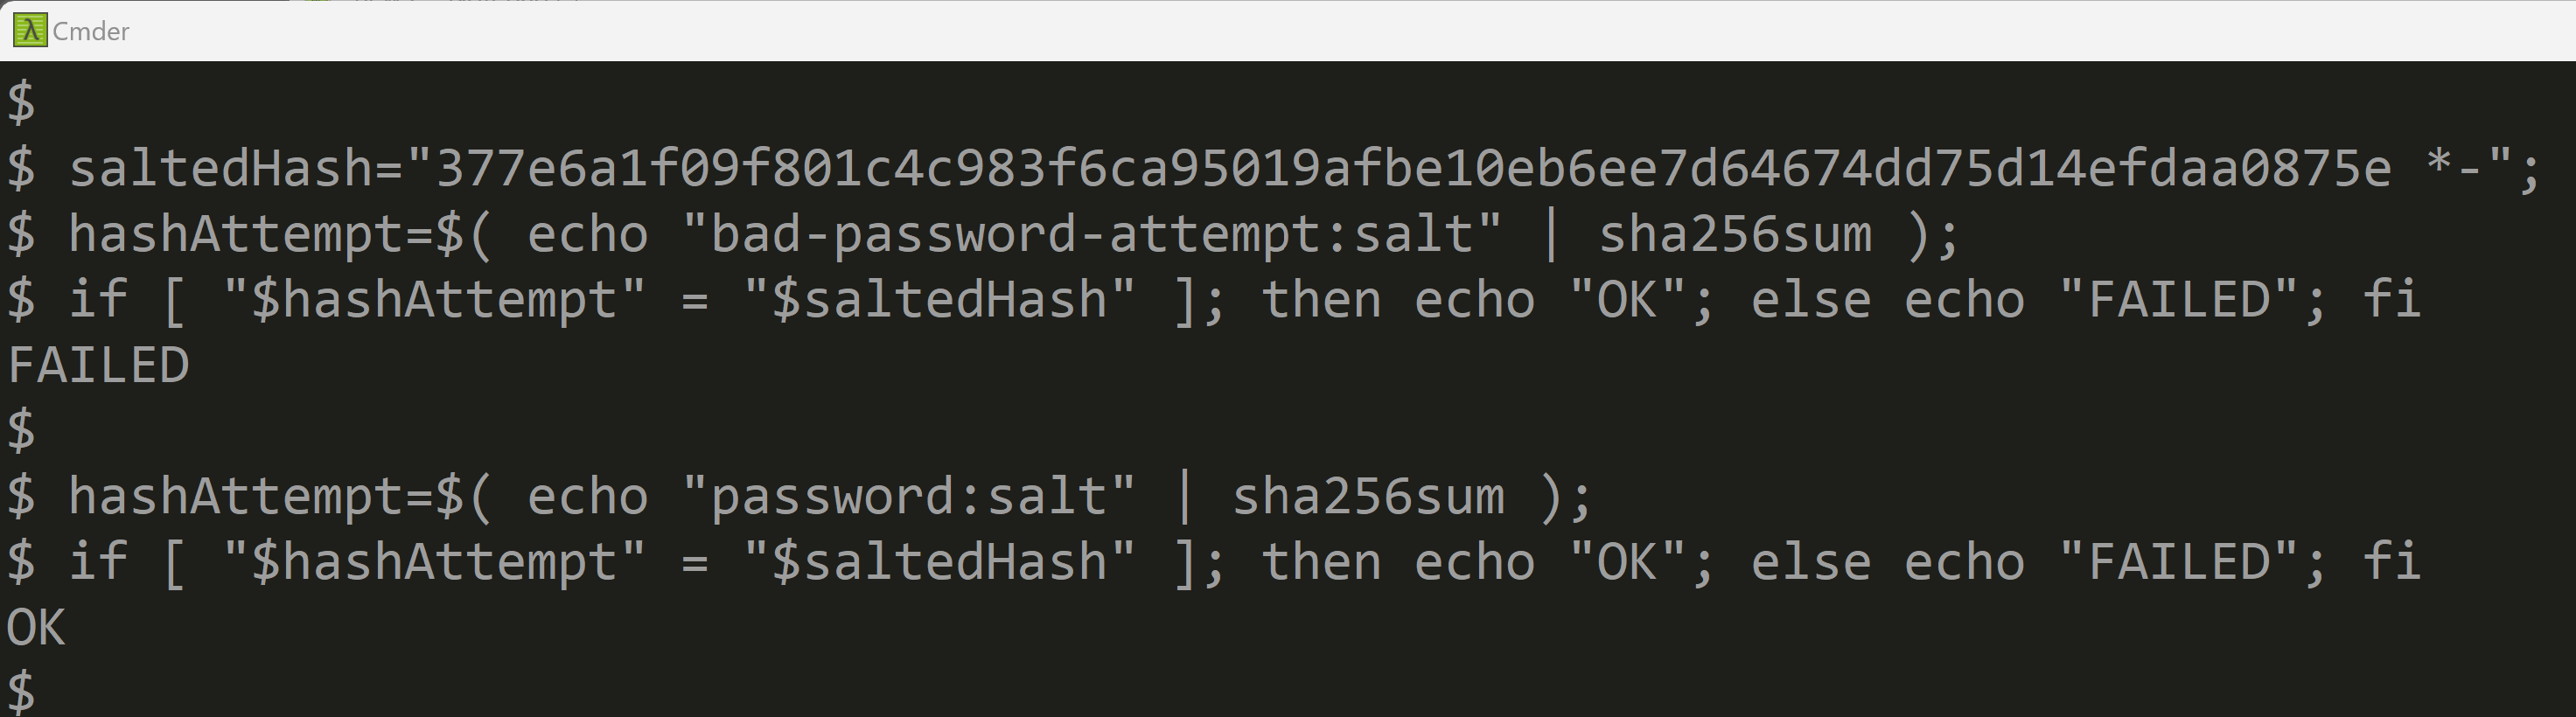 Cmder
$
$ saltedHash="377e6a1f09f801c4c983f6ca95019afbe10eb6ee7d64674dd75d14efdaa0875e *-";
$ hashAttempt=$( echo "bad-password-attempt:salt" | sha256sum );
$ if [ "$hashAttempt" = "$saltedHash" ]; then echo "OK"; else echo "FAILED"; fi
FAILED
$
$ hashAttempt=$( echo "password:salt" | sha256sum );
$ if [ "$hashAttempt" = "$saltedHash" ]; then echo "OK"; else echo "FAILED"; fi
OK
$